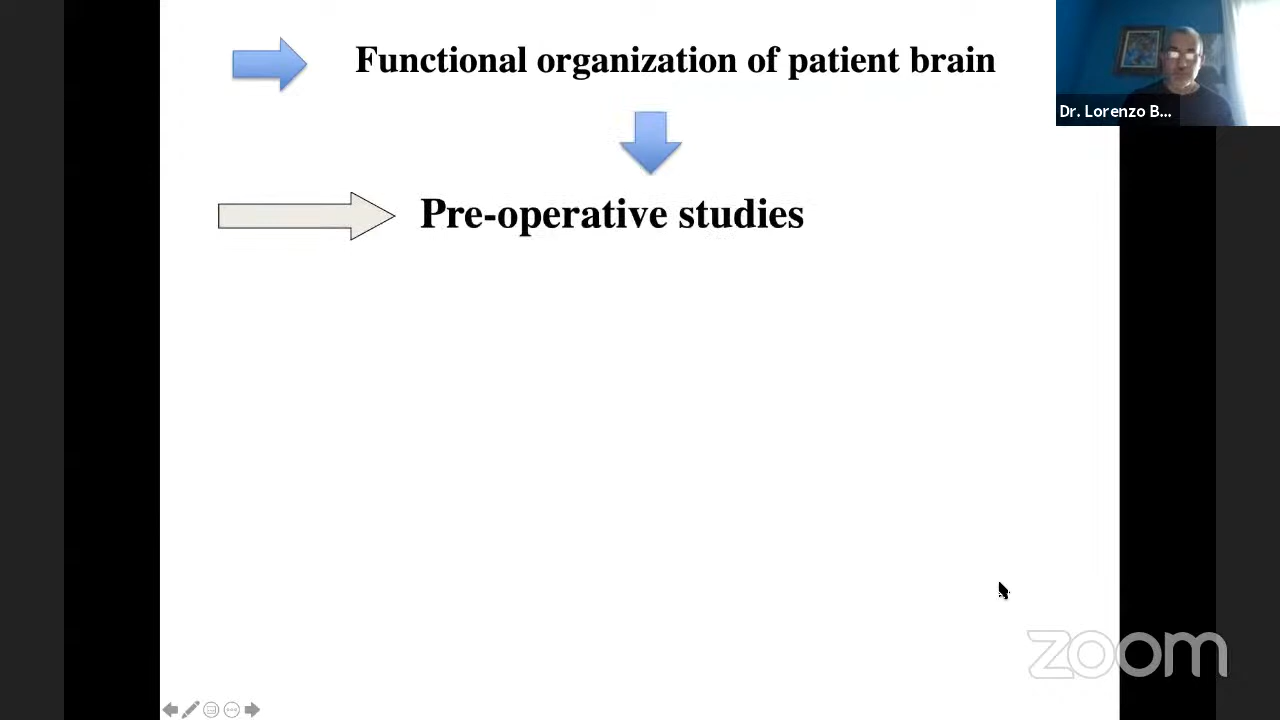 Functional organization of patient brain
Dr. Lorenzo B...
Pre-operative studies
zoom